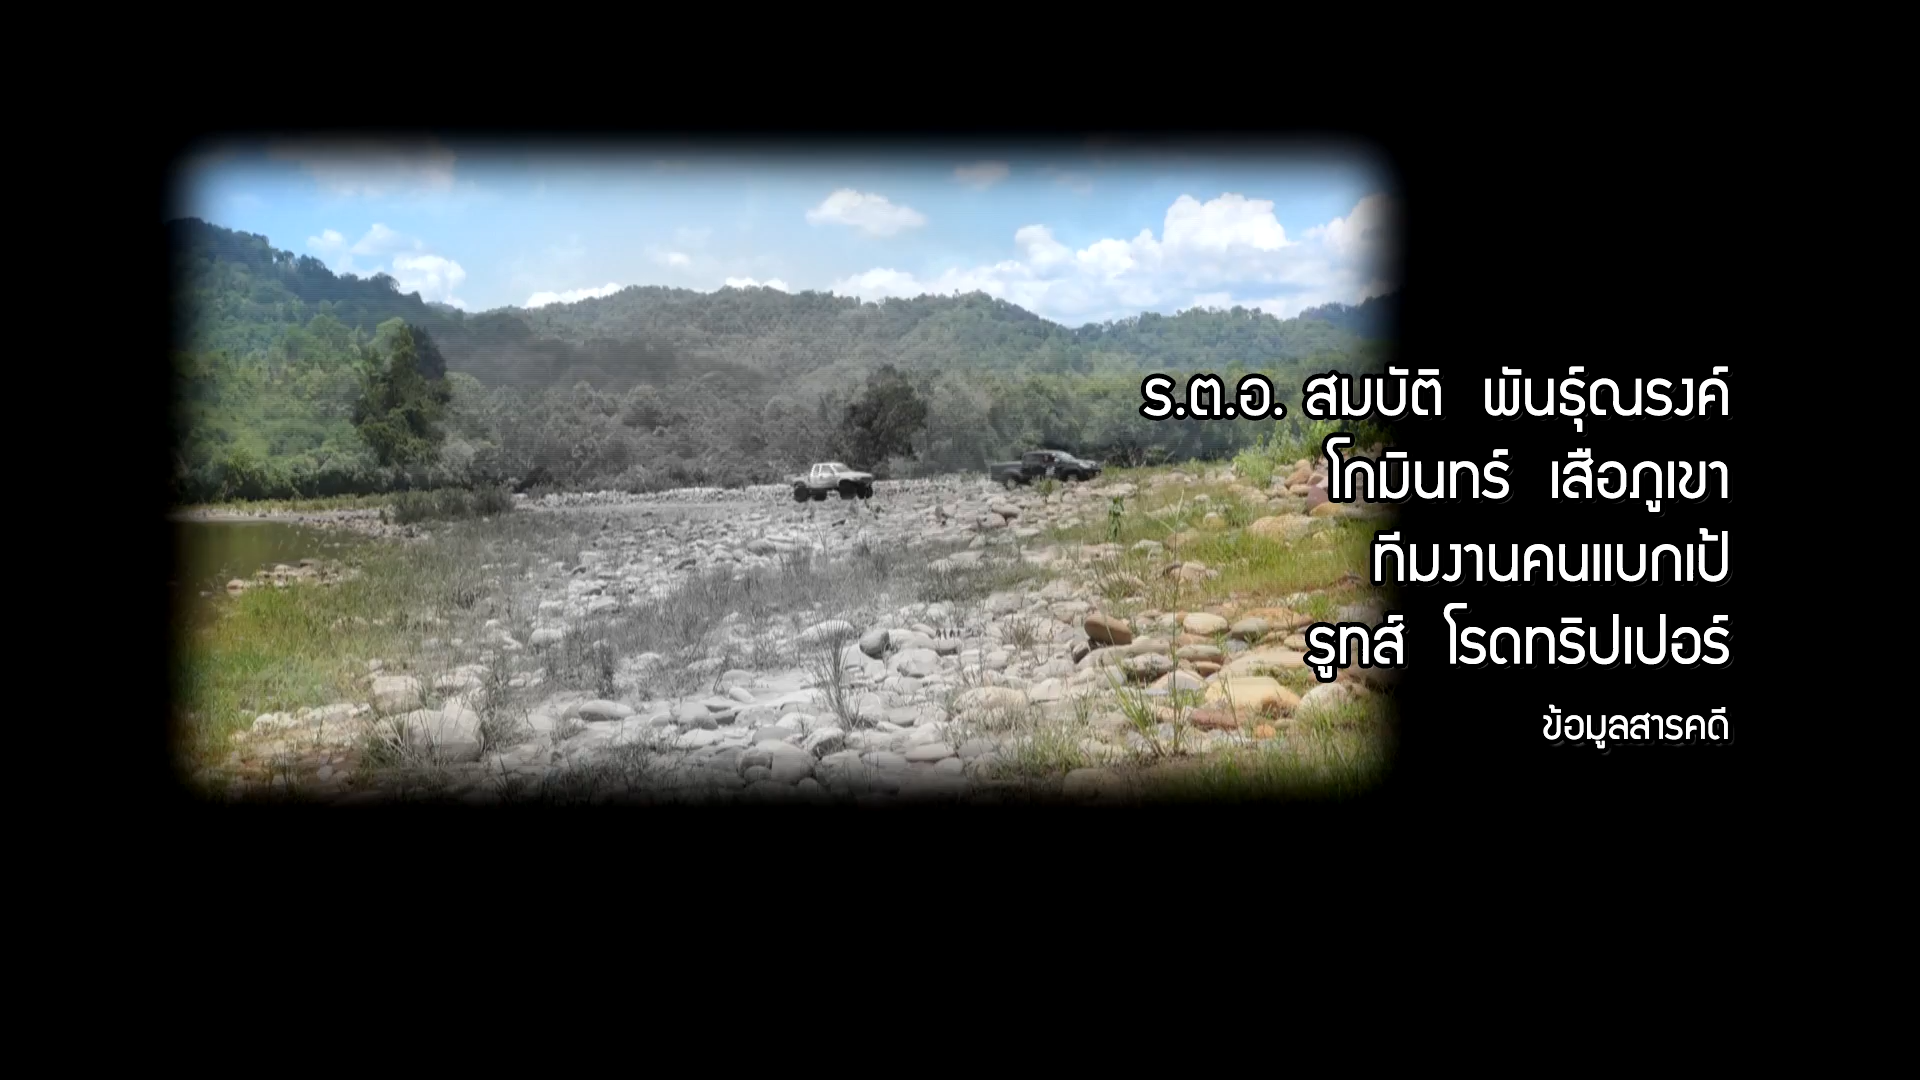 ร.ต.อ. สมบัติ พันธุ์ณรงค์
โกมินทร์ เสือภูเขา
ทีมงานคนแบกเป้
รูทส์ โรดทริปเปอร์
ข้อมูลสารคดี